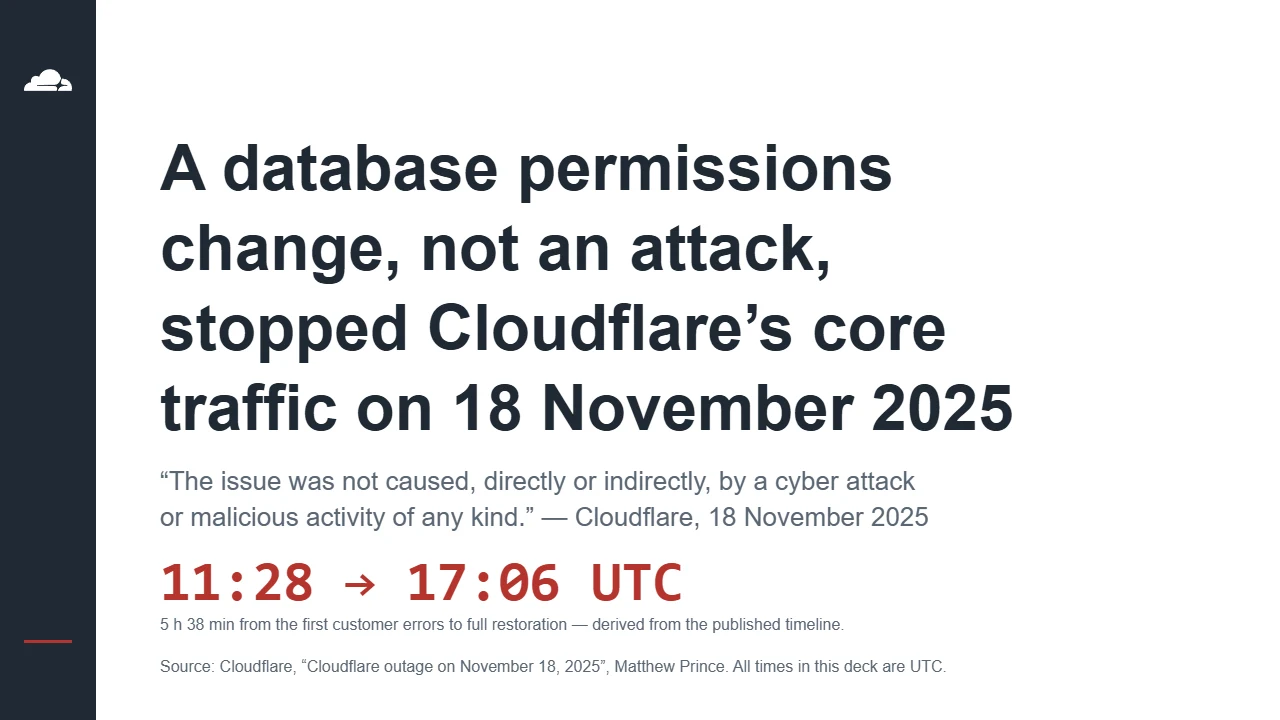 A database permissions
change, not an attack,
stopped Cloudflare’s core
traffic on 18 November 2025
“The issue was not caused, directly or indirectly, by a cyber attack
or malicious activity of any kind.” — Cloudflare, 18 November 2025
11:28 → 17:06 UTC
5 h 38 min from the first customer errors to full restoration — derived from the published timeline.
Source: Cloudflare, “Cloudflare outage on November 18, 2025”, Matthew Prince. All times in this deck are UTC.